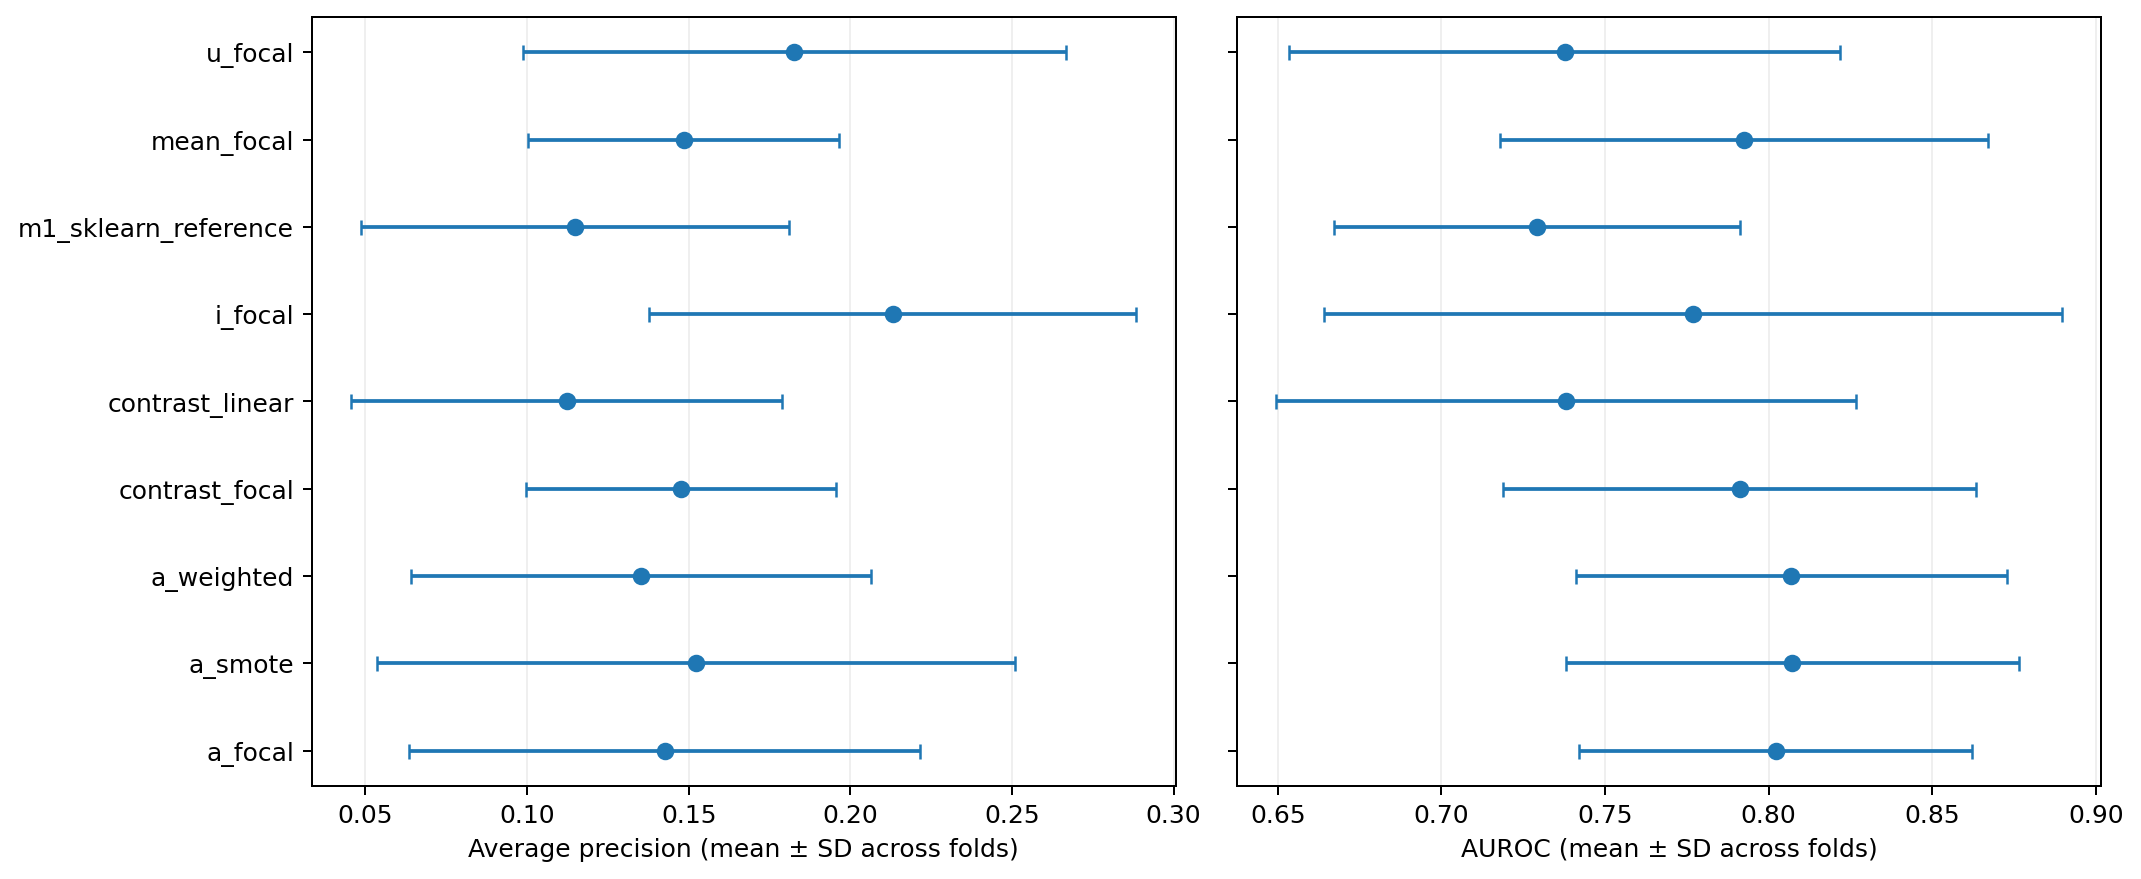 u_focal
mean_focal
m1_sklearn_reference
i_focal
contrast_linear
contrast_focal
a_weighted
a_smote
a_focal
0.05 0.10 0.15 0.20 0.25 0.30
Average precision (mean ± SD across folds)
0.65 0.70 0.75 0.80 0.85 0.90
AUROC (mean ± SD across folds)